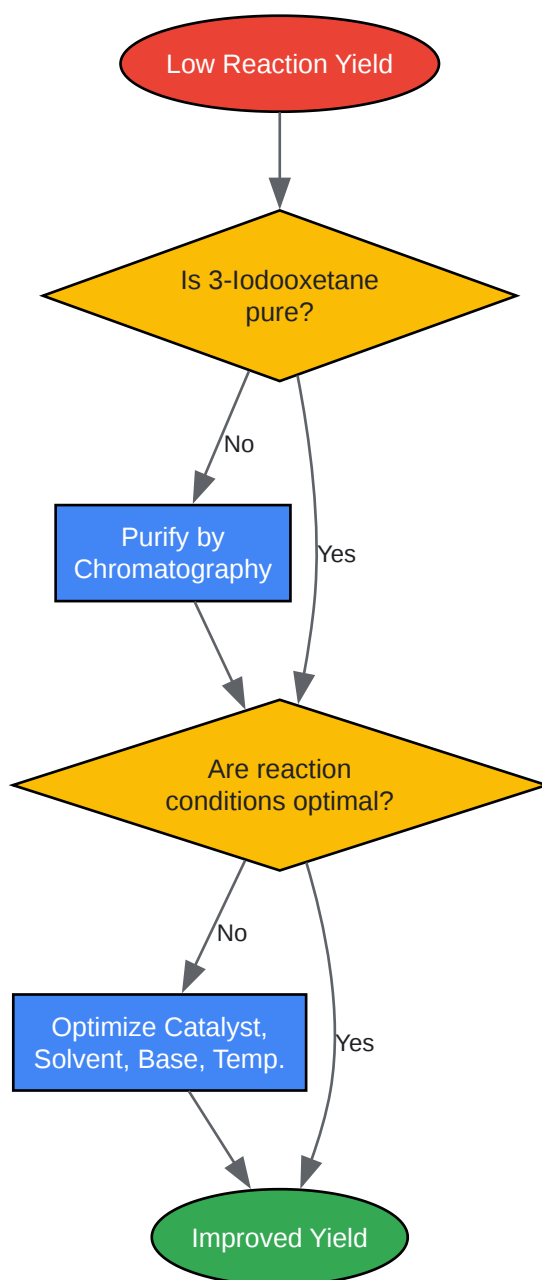 Low Reaction Yield
Is 3-Iodooxetane
pure?
No
Purify by
Chromatography
Yes
Are reaction
conditions optimal?
No
Optimize Catalyst,
Solvent, Base, Temp.
Yes
Improved Yield